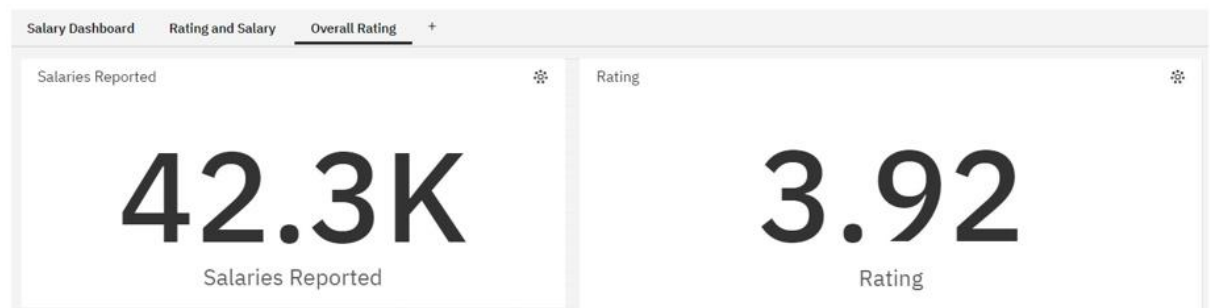 Salary Dashboard Rating and Salary Overall Rating +
Salaries Reported
42.3K
Salaries Reported
Rating
3.92
Rating